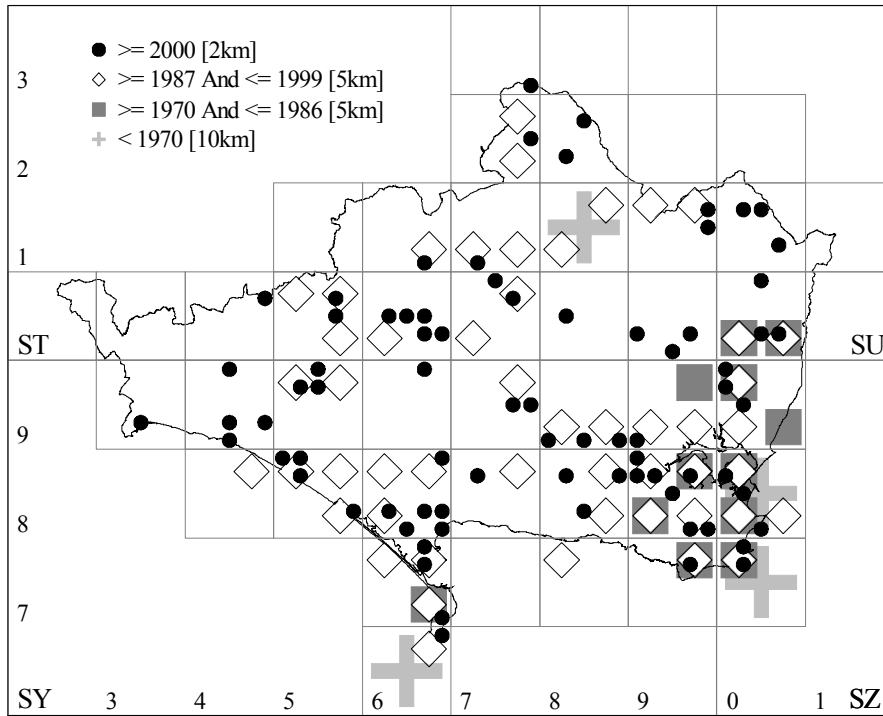 ● >= 2000 [2km]
◇ >= 1987 And <= 1999 [5km]
■ >= 1970 And <= 1986 [5km]
+ < 1970 [10km]
3
2
1
ST SU
9
8
7
SY 3 4 5 6 7 8 9 0 1 SZ